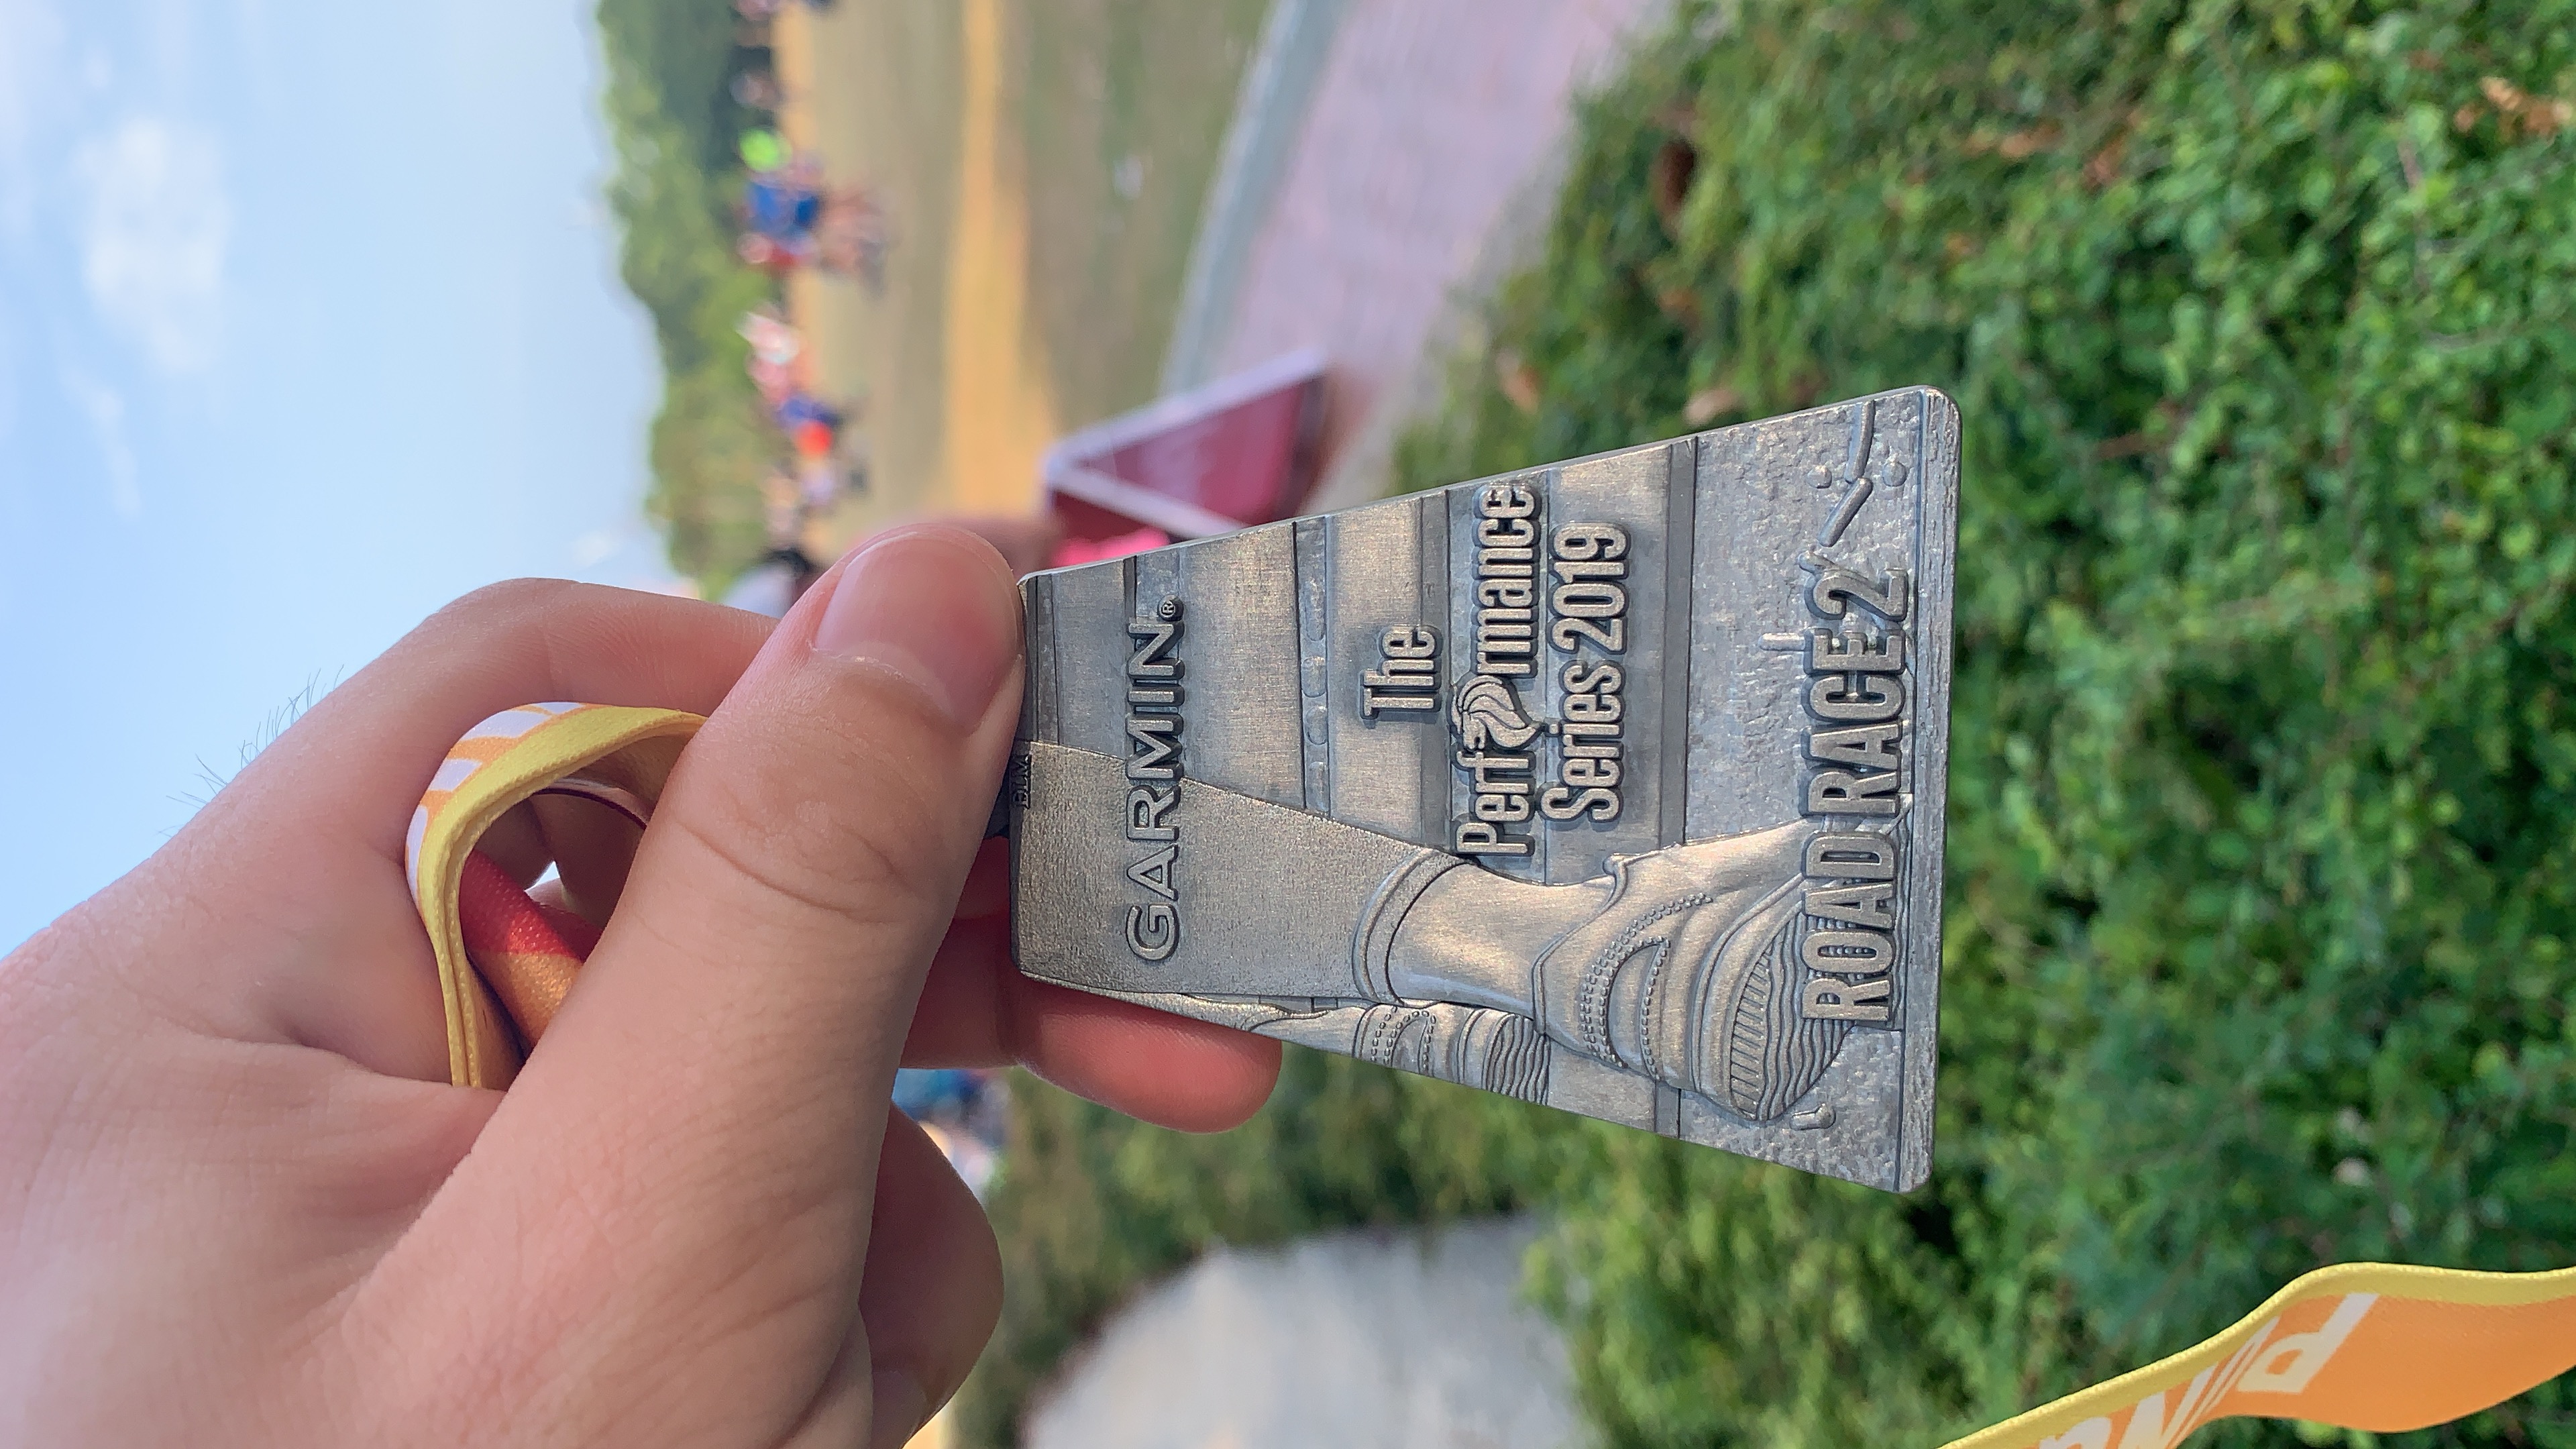 GARMIN®
The
Performance
Series 2019
ROAD RACE 2